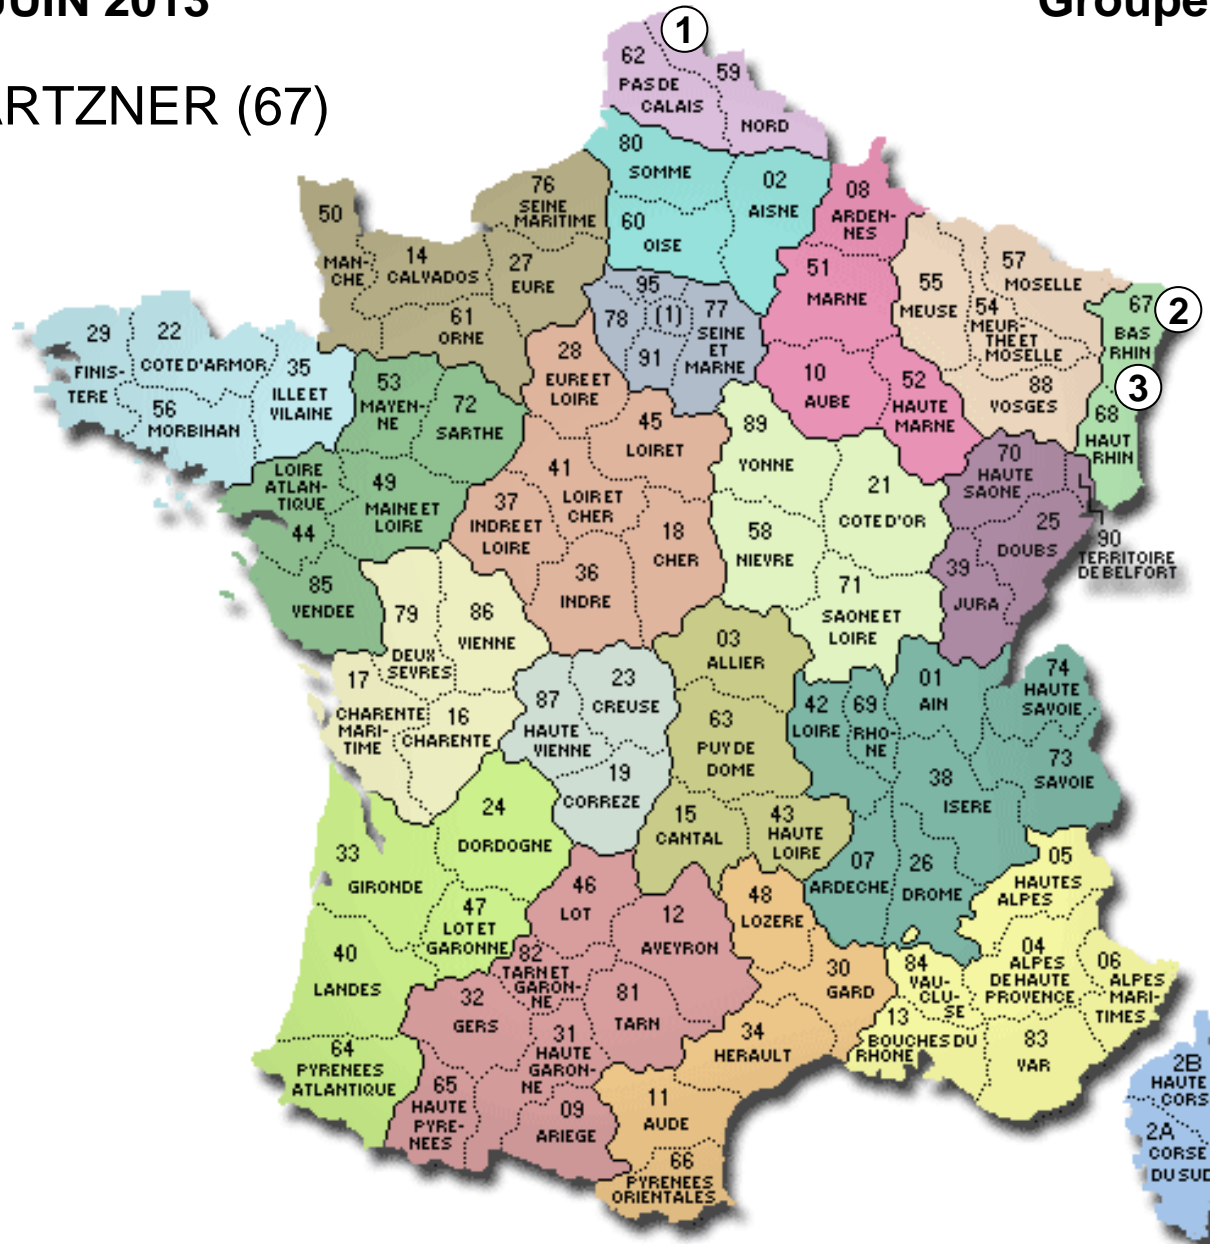 JUIN 2013
Groupe
ARTZNER (67)
1
62
PAS DE
CALAIS
59
NORD
80
SOMME
02
AISNE
60
OISE
08
ARDEN-
NES
76
SEINE
MARITIME
50
MAN-
CHE
14
CALVADOS
27
EURE
61
ORNE
95
78
(1)
77
SEINE
ET
MARNE
91
51
MARNE
10
AUBE
52
HAUTE
MARNE
55
MEUSE
57
MOSELLE
54
MEUR-
THE ET
MOSELLE
88
VOSGES
67
BAS
RHIN
2
3
68
HAUT
RHIN
29
FINIS-
TERE
22
COTE D'ARMOR
35
ILLE ET
VILAINE
56
MORBIHAN
53
MAYEN-
NE
72
SARTHE
LOIRE
ATLAN-
TIQUE
44
49
MAINE ET
LOIRE
85
VENDEE
28
EURE ET
LOIRE
45
LOIRET
41
LOIR ET
CHER
37
INDRE ET
LOIRE
18
CHER
36
INDRE
89
YONNE
21
COTE D'OR
58
NIEVRE
71
SAONE ET
LOIRE
70
HAUTE
SAONE
25
DOUBS
39
JURA
90
TERRITOIRE
DE BELFORT
79
DEUX
SEVRES
86
VIENNE
17
CHARENTE
MARI-
TIME
16
CHARENTE
87
HAUTE
VIENNE
23
CREUSE
19
CORREZE
03
ALLIER
63
PUY DE
DOME
15
CANTAL
43
HAUTE
LOIRE
42
LOIRE
69
RHO-
NE
01
AIN
74
HAUTE
SAVOIE
73
SAVOIE
38
ISERE
07
ARDECHE
26
DROME
24
DORDOGNE
33
GIRONDE
47
LOT ET
GARONNE
40
LANDES
64
PYRENEES
ATLANTIQUE
46
LOT
12
AVEYRON
82
TARN ET
GARON-
NE
32
GERS
81
TARN
31
HAUTE
GARON-
NE
65
HAUTE
PYRE-
NEES
09
ARIEGE
48
LOZERE
30
GARD
34
HERAULT
11
AUDE
66
PYRENEES
ORIENTALES
05
HAUTES
ALPES
04
ALPES
DE HAUTE
PROVENCE
06
ALPES
MARI-
TIMES
84
VAU-
CLU-
SE
13
BOUCHES DU
RHONE
83
VAR
2B
HAUTE
CORS
2A
CORSE
DU SUD